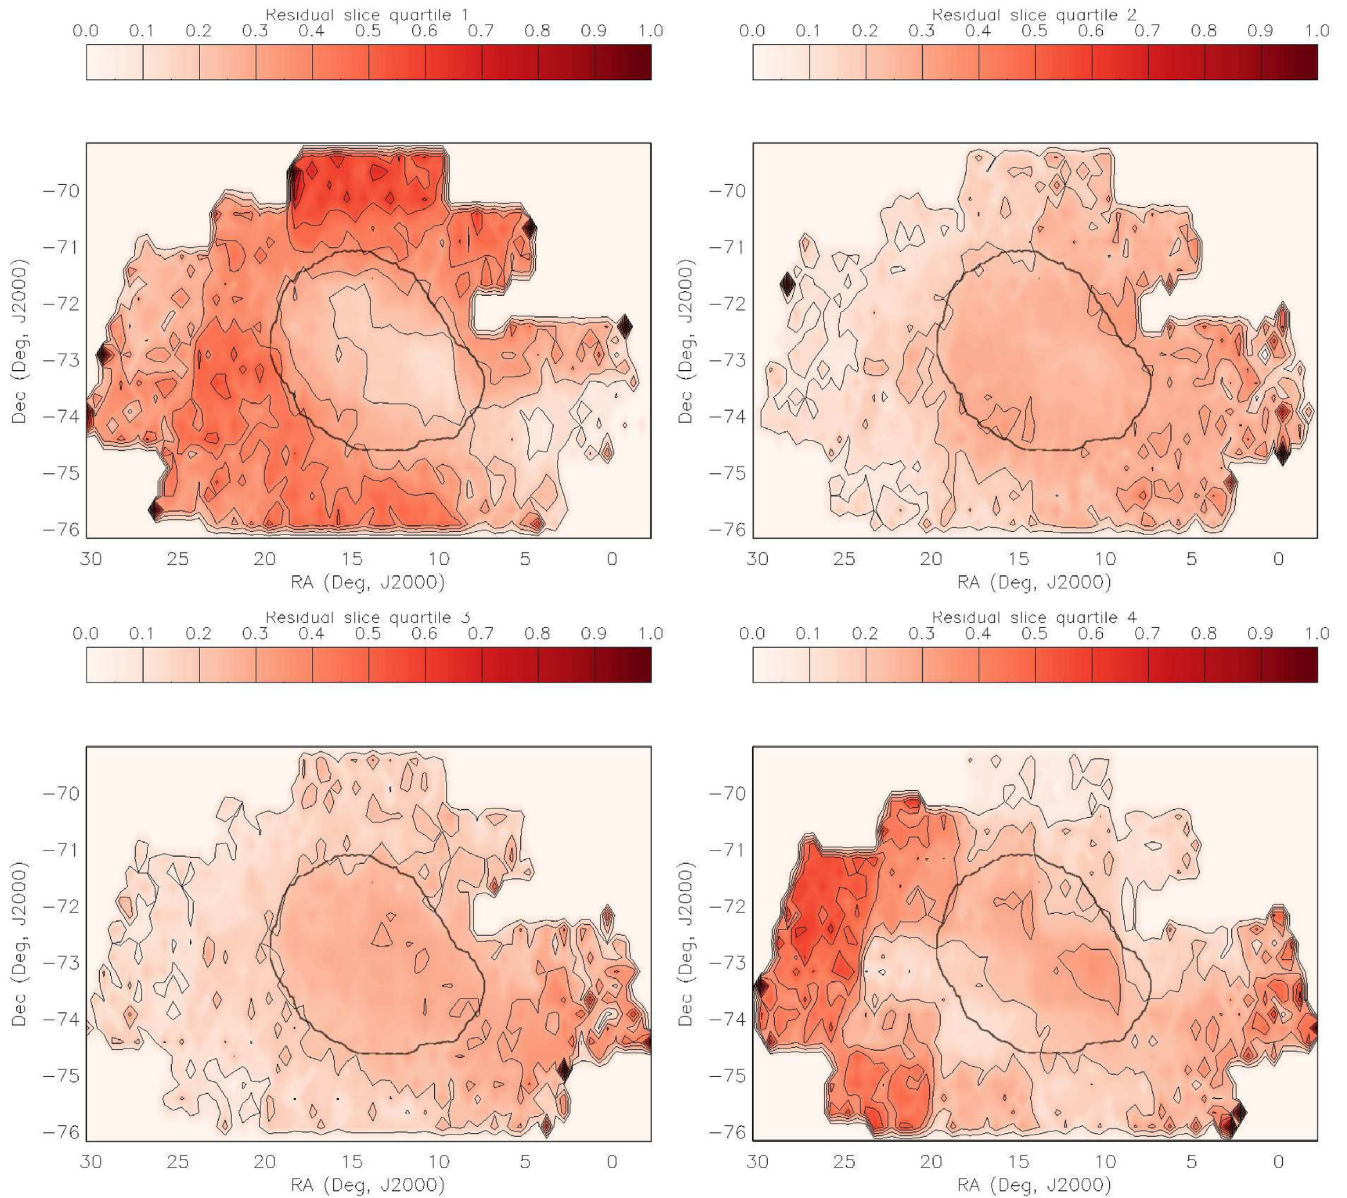 Residual slice quartile 1
0.0 0.1 0.2 0.3 0.4 0.5 0.6 0.7 0.8 0.9 1.0
-70
-71
-72
-73
-74
-75
-76
Dec (Deg, J2000)
30 25 20 15 10 5 0
RA (Deg, J2000)
Residual slice quartile 2
0.0 0.1 0.2 0.3 0.4 0.5 0.6 0.7 0.8 0.9 1.0
-70
-71
-72
-73
-74
-75
-76
Dec (Deg, J2000)
30 25 20 15 10 5 0
RA (Deg, J2000)
Residual slice quartile 3
0.0 0.1 0.2 0.3 0.4 0.5 0.6 0.7 0.8 0.9 1.0
-70
-71
-72
-73
-74
-75
-76
Dec (Deg, J2000)
30 25 20 15 10 5 0
RA (Deg, J2000)
Residual slice quartile 4
0.0 0.1 0.2 0.3 0.4 0.5 0.6 0.7 0.8 0.9 1.0
-70
-71
-72
-73
-74
-75
-76
Dec (Deg, J2000)
30 25 20 15 10 5 0
RA (Deg, J2000)